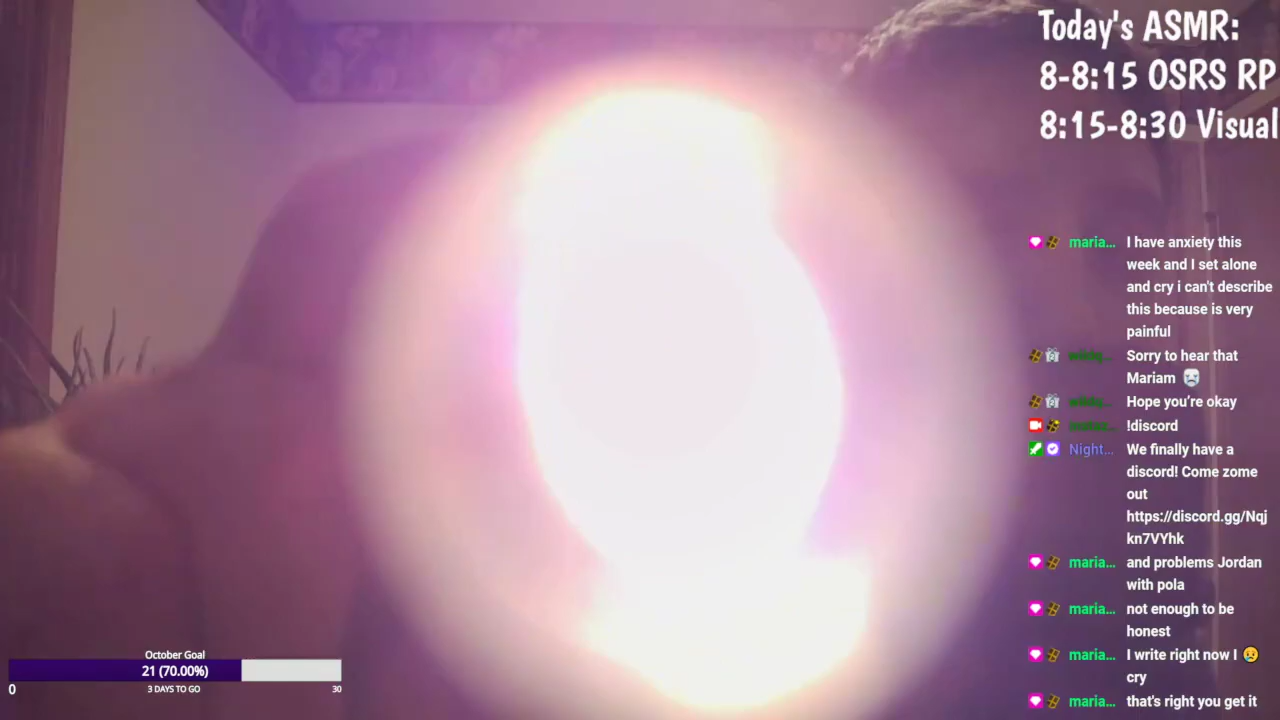 Today's ASMR:
8-8:15 OSRS RP
8:15-8:30 Visual
maria... I have anxiety this
week and I set alone
and cry i can't describe
this because is very
painful
Sorry to hear that
Mariam
Hope you're okay
!discord
Night... We finally have a
discord! Come zome
out
https://discord.gg/Nqj
kn7VYhk
maria... and problems Jordan
with pola
maria... not enough to be
honest
maria... I write right now I
cry
maria... that's right you get it
October Goal
21 (70.00%)
0 3 DAYS TO GO 30